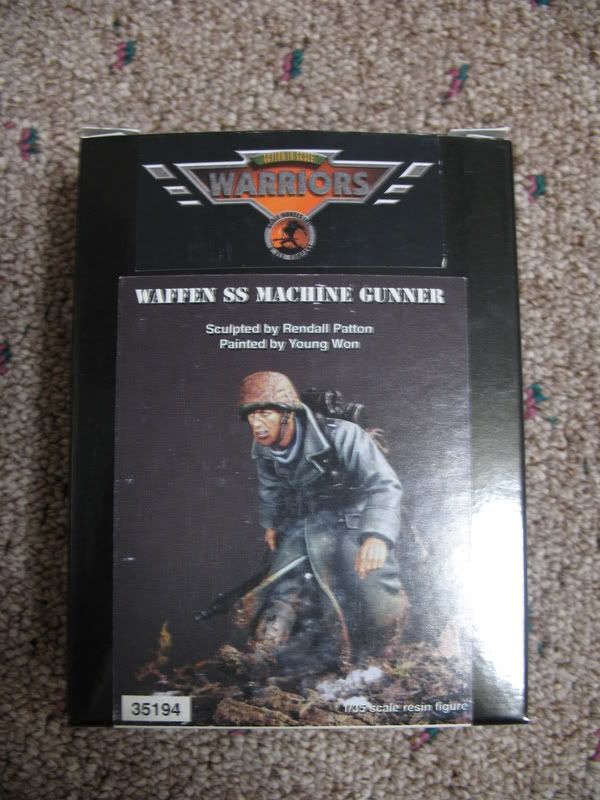 WARRIORS
WAFFEN SS MACHINE GUNNER
Sculpted by Rendall Patton
Painted by Young Won
35194
1/35 scale resin figure